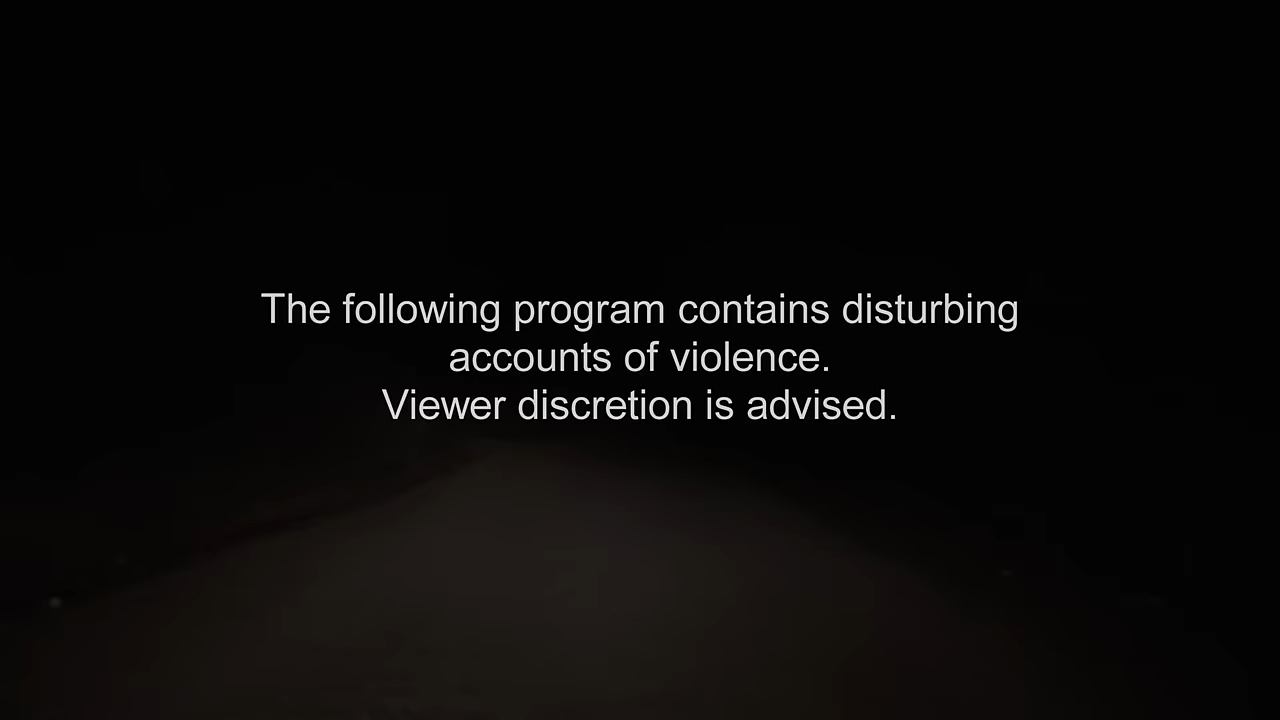 The following program contains disturbing
accounts of violence.
Viewer discretion is advised.